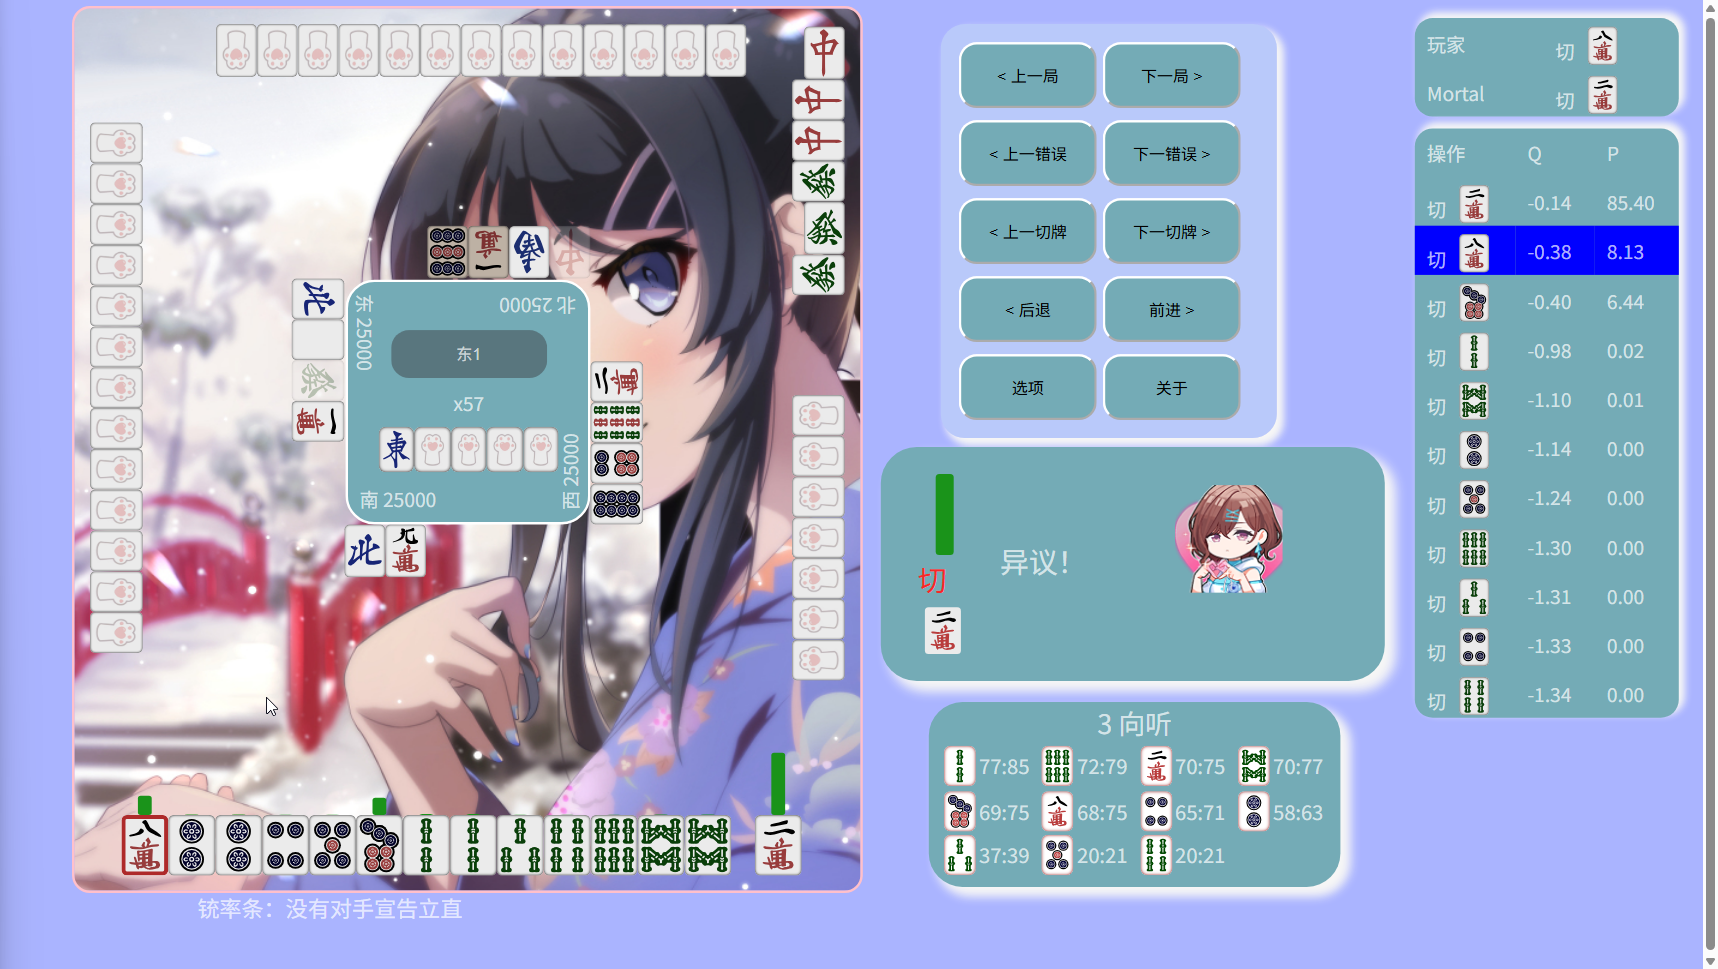 北 25000
东 25000
东1
x57
西 25000
南 25000
铳率条：没有对手宣告立直
< 上一局
下一局 >
< 上一错误
下一错误 >
< 上一切牌
下一切牌 >
< 后退
前进 >
选项
关于
切
异议！
3 向听
77:85 72:79 70:75 70:77
69:75 68:75 65:71 58:63
37:39 20:21 20:21
玩家 切
Mortal 切
操作 Q P
切 -0.14 85.40
切 -0.38 8.13
切 -0.40 6.44
切 -0.98 0.02
切 -1.10 0.01
切 -1.14 0.00
切 -1.24 0.00
切 -1.30 0.00
切 -1.31 0.00
切 -1.33 0.00
切 -1.34 0.00